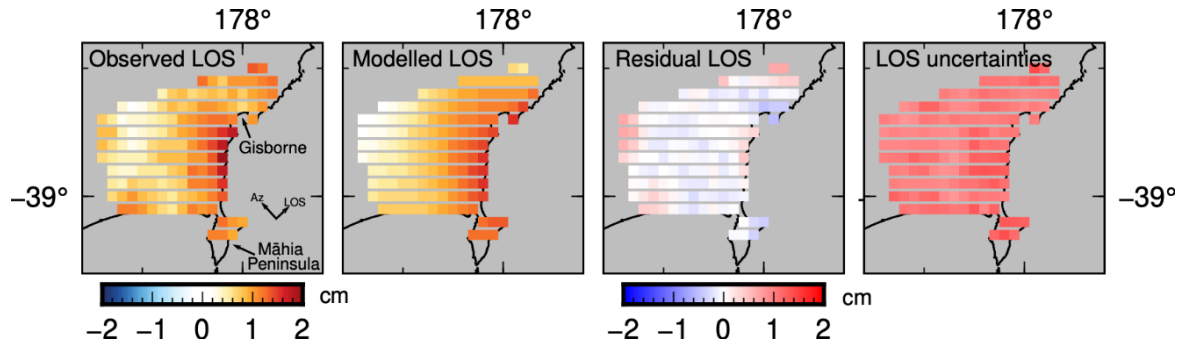 178° 178° 178° 178°
Observed LOS Modelled LOS Residual LOS LOS uncertainties
Gisborne
−39° Az LOS −39°
Māhia
Peninsula
cm cm
−2 −1 0 1 2 −2 −1 0 1 2